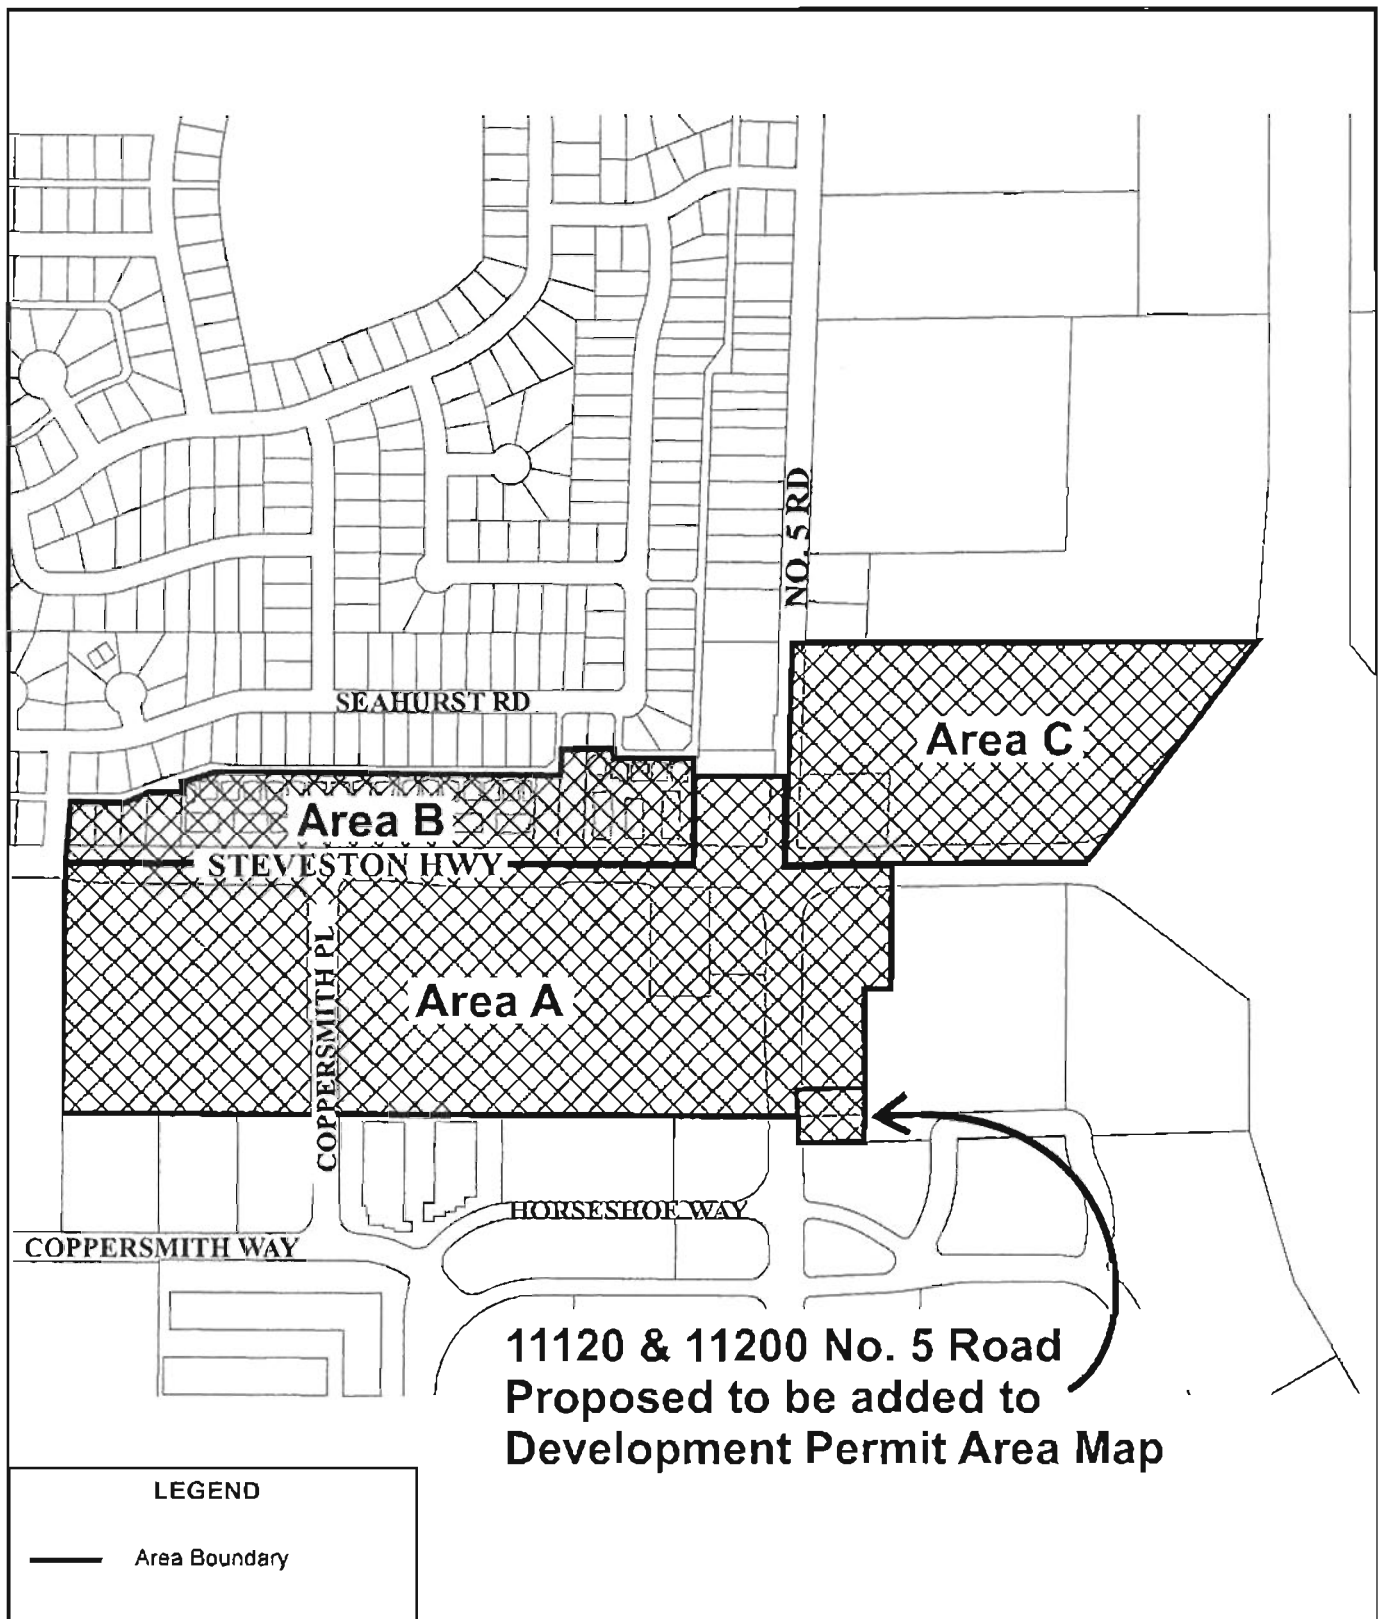 NO. 5 RD
SEAHURST RD
Area C
Area B
STEVESTON HWY
COPPERSMITH PL
Area A
HORSESHOE WAY
COPPERSMITH WAY
11120 & 11200 No. 5 Road
Proposed to be added to
Development Permit Area Map
LEGEND
Area Boundary